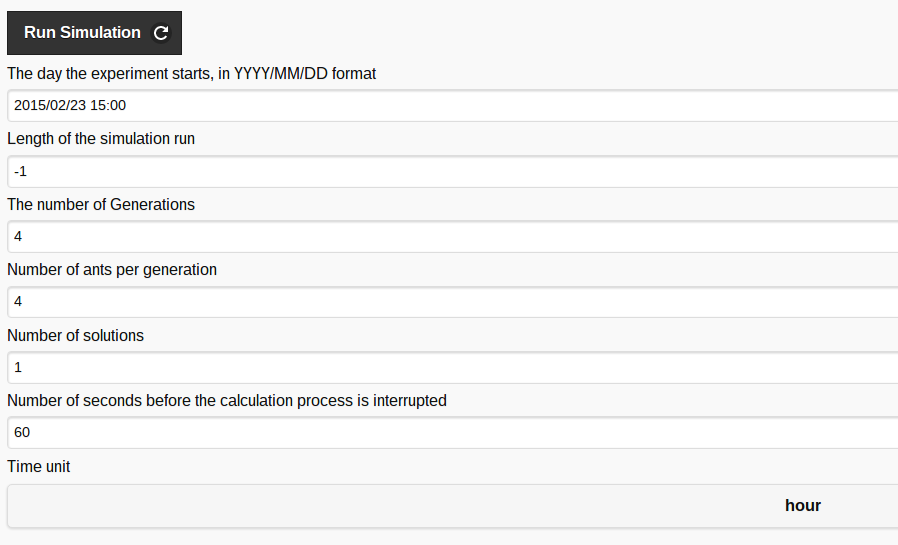 Run Simulation
The day the experiment starts, in YYYY/MM/DD format
2015/02/23 15:00
Length of the simulation run
-1
The number of Generations
4
Number of ants per generation
4
Number of solutions
1
Number of seconds before the calculation process is interrupted
60
Time unit
hour